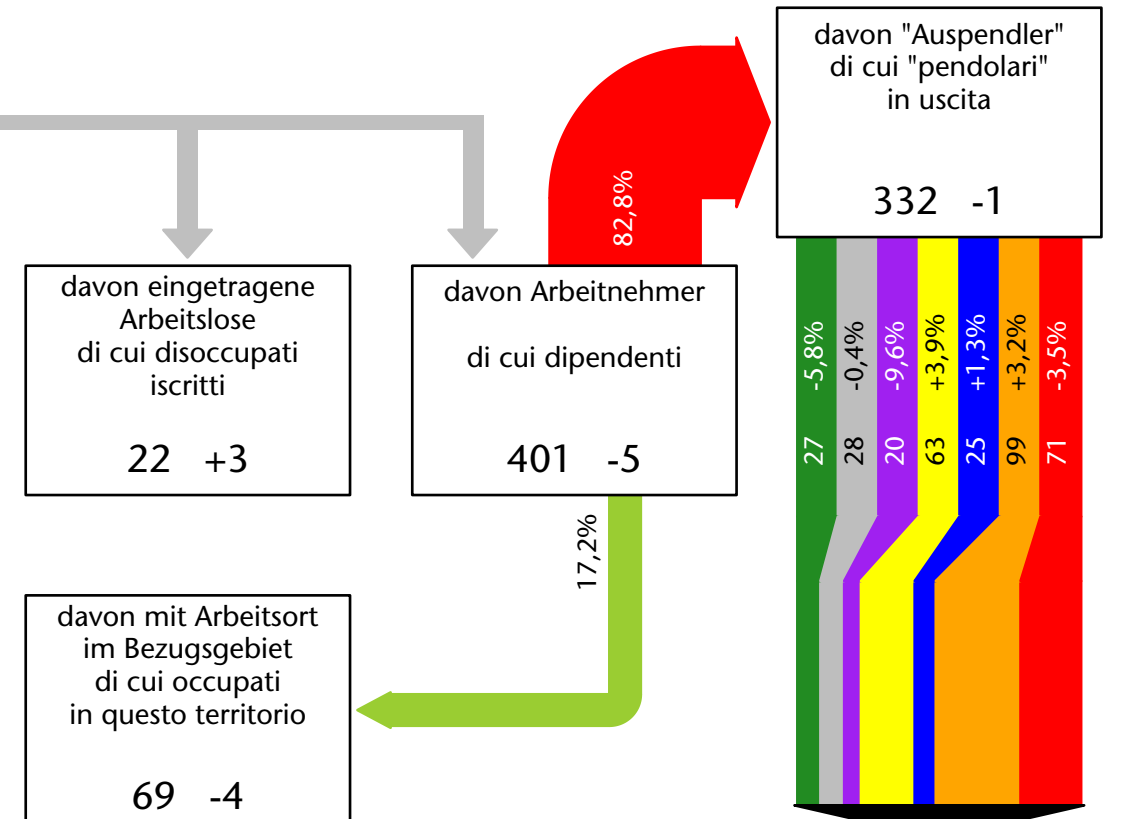 davon "Auspendler"
di cui "pendolari"
in uscita
332 -1
82,8%
davon eingetragene
Arbeitslose
di cui disoccupati
iscritti
22 +3
davon Arbeitnehmer
di cui dipendenti
401 -5
27 -5,8%
28 -0,4%
20 -9,6%
63 +3,9%
25 +1,3%
99 +3,2%
71 -3,5%
17,2%
davon mit Arbeitsort
im Bezugsgebiet
di cui occupati
in questo territorio
69 -4